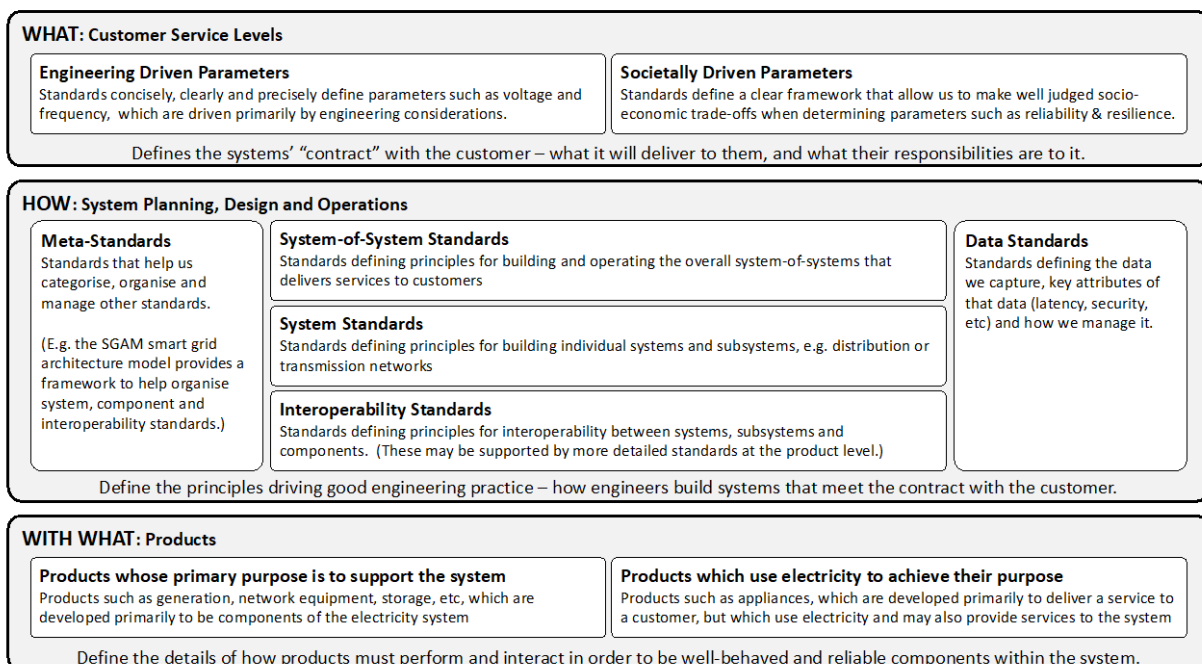 WHAT: Customer Service Levels
Engineering Driven Parameters
Standards concisely, clearly and precisely define parameters such as voltage and
frequency,  which are driven primarily by engineering considerations.
Societally Driven Parameters
Standards define a clear framework that allow us to make well judged socio-
economic trade-offs when determining parameters such as reliability & resilience.
Defines the systems’ “contract” with the customer – what it will deliver to them, and what their responsibilities are to it.
HOW: System Planning, Design and Operations
Meta-Standards
Standards that help us
categorise, organise and
manage other standards.
(E.g. the SGAM smart grid
architecture model provides a
framework to help organise
system, component and
interoperability standards.)
System-of-System Standards
Standards defining principles for building and operating the overall system-of-systems that
delivers services to customers
System Standards
Standards defining principles for building individual systems and subsystems, e.g. distribution or
transmission networks
Interoperability Standards
Standards defining principles for interoperability between systems, subsystems and
components.  (These may be supported by more detailed standards at the product level.)
Data Standards
Standards defining the data
we capture, key attributes of
that data (latency, security,
etc) and how we manage it.
Define the principles driving good engineering practice – how engineers build systems that meet the contract with the customer.
WITH WHAT: Products
Products whose primary purpose is to support the system
Products such as generation, network equipment, storage, etc, which are
developed primarily to be components of the electricity system
Products which use electricity to achieve their purpose
Products such as appliances, which are developed primarily to deliver a service to
a customer, but which use electricity and may also provide services to the system
Define the details of how products must perform and interact in order to be well-behaved and reliable components within the system.